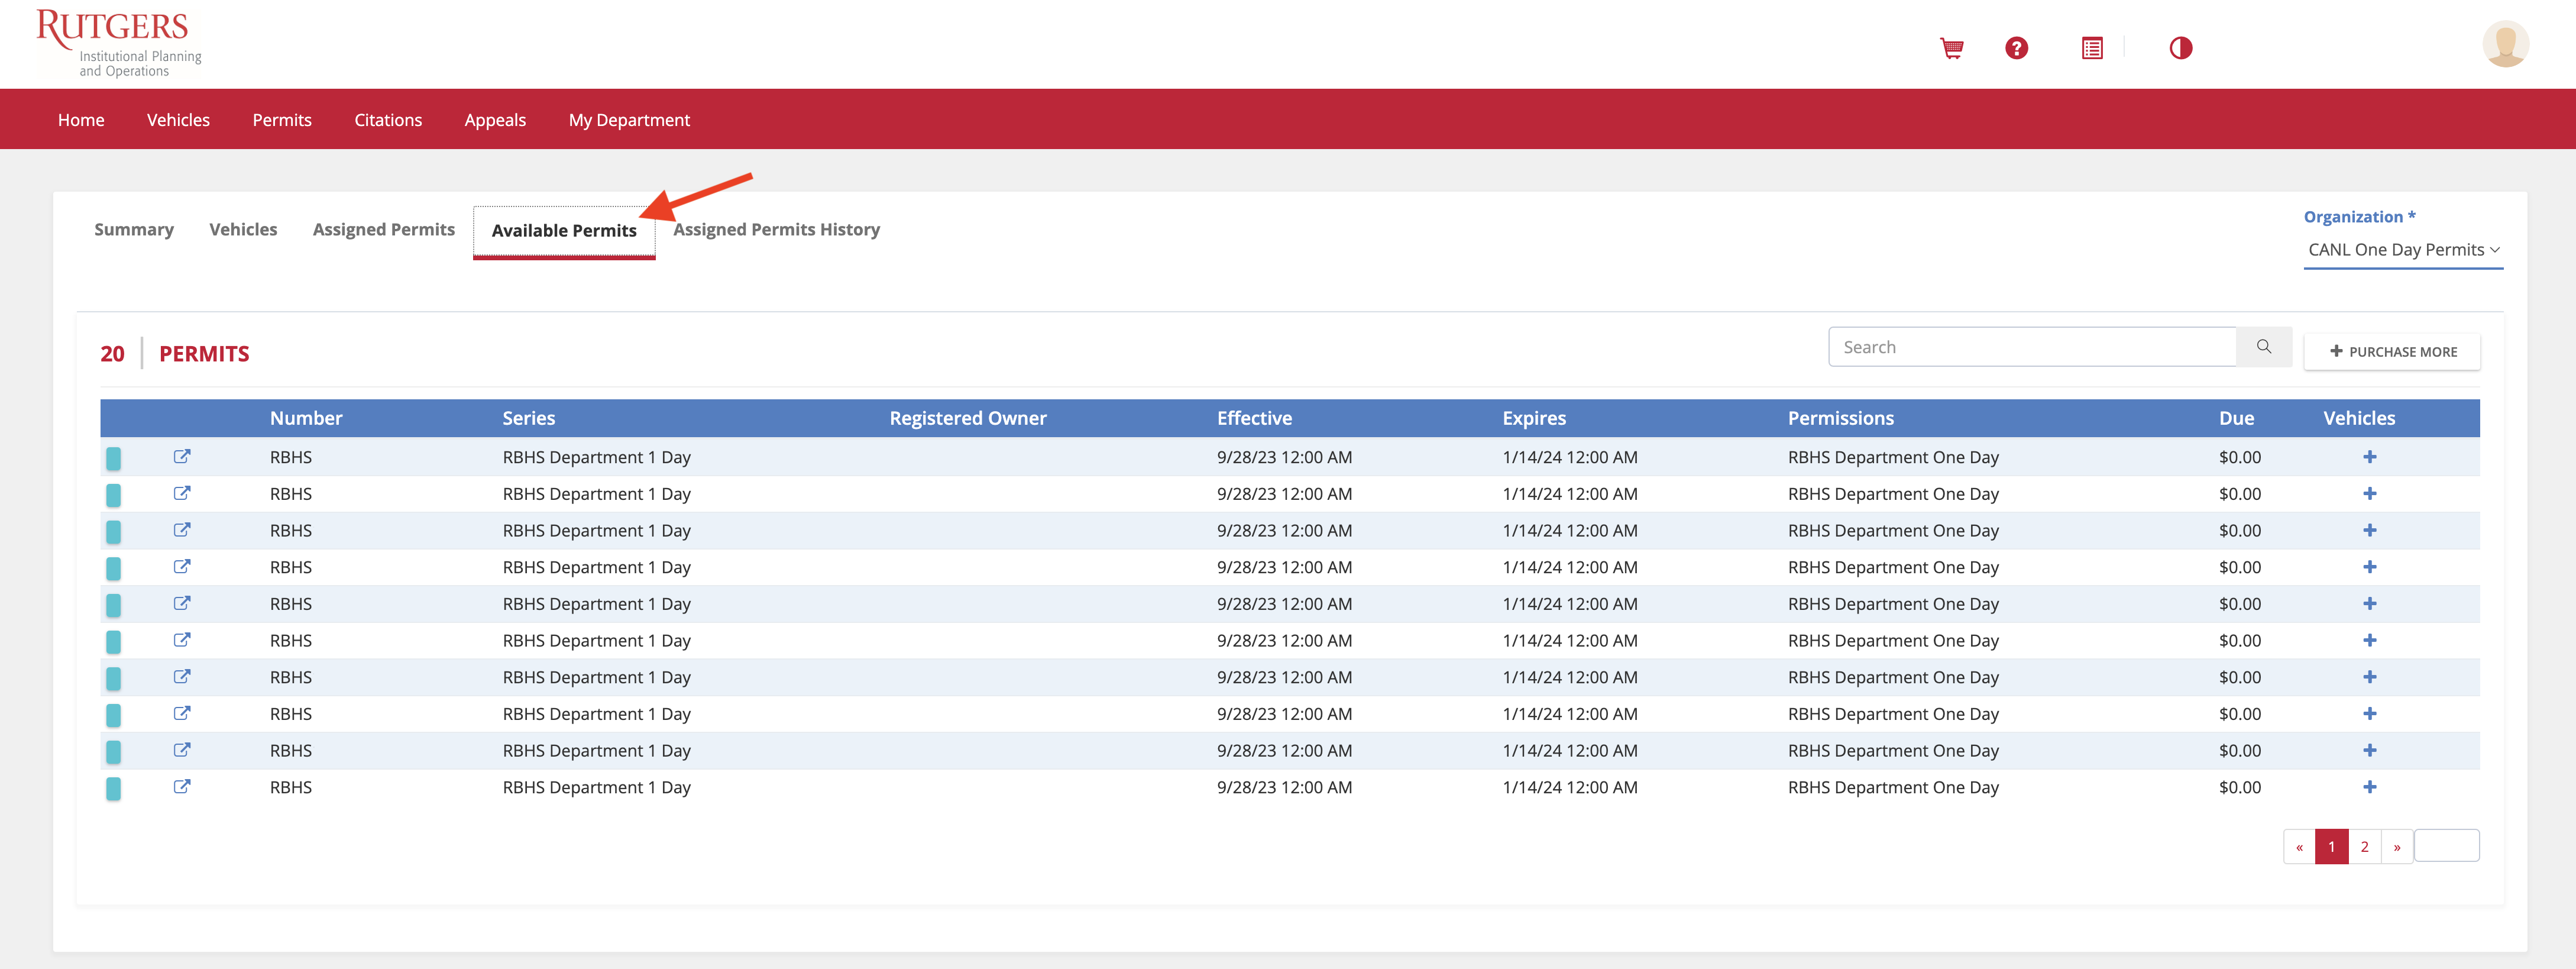 RUTGERS
Institutional Planning
and Operations
Home Vehicles Permits Citations Appeals My Department
Summary Vehicles Assigned Permits Available Permits Assigned Permits History
Organization *
CANL One Day Permits
20 PERMITS
Search
PURCHASE MORE
Number Series Registered Owner Effective Expires Permissions Due Vehicles
RBHS RBHS Department 1 Day 9/28/23 12:00 AM 1/14/24 12:00 AM RBHS Department One Day $0.00
RBHS RBHS Department 1 Day 9/28/23 12:00 AM 1/14/24 12:00 AM RBHS Department One Day $0.00
RBHS RBHS Department 1 Day 9/28/23 12:00 AM 1/14/24 12:00 AM RBHS Department One Day $0.00
RBHS RBHS Department 1 Day 9/28/23 12:00 AM 1/14/24 12:00 AM RBHS Department One Day $0.00
RBHS RBHS Department 1 Day 9/28/23 12:00 AM 1/14/24 12:00 AM RBHS Department One Day $0.00
RBHS RBHS Department 1 Day 9/28/23 12:00 AM 1/14/24 12:00 AM RBHS Department One Day $0.00
RBHS RBHS Department 1 Day 9/28/23 12:00 AM 1/14/24 12:00 AM RBHS Department One Day $0.00
RBHS RBHS Department 1 Day 9/28/23 12:00 AM 1/14/24 12:00 AM RBHS Department One Day $0.00
RBHS RBHS Department 1 Day 9/28/23 12:00 AM 1/14/24 12:00 AM RBHS Department One Day $0.00
RBHS RBHS Department 1 Day 9/28/23 12:00 AM 1/14/24 12:00 AM RBHS Department One Day $0.00
« 1 2 »